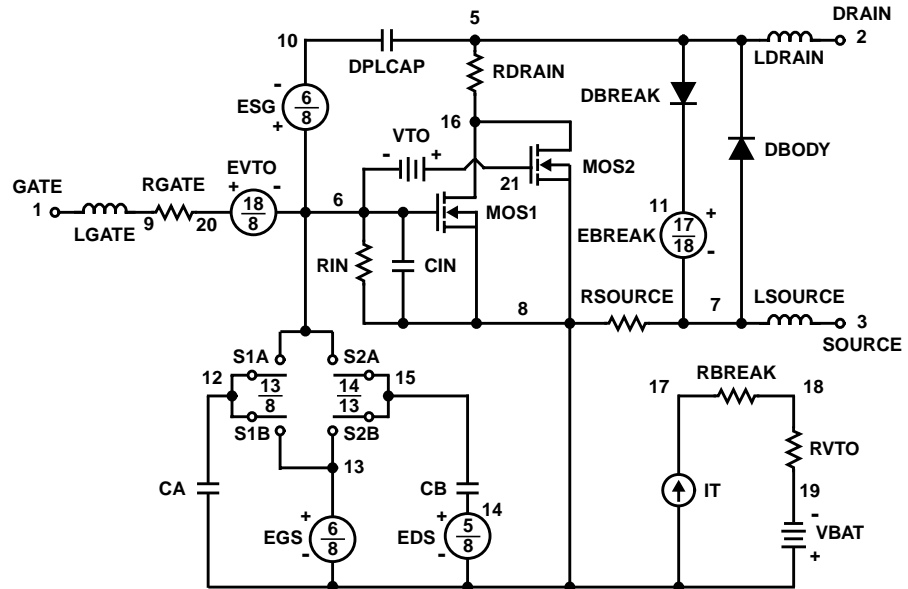 5
DRAIN
2
10
DPLCAP
RDRAIN
LDRAIN
DBREAK
-
6
8
ESG
+
16
VTO
-
+
DBODY
MOS2
21
GATE
1
RGATE
EVTO
+
-
18
8
6
LGATE
9
20
MOS1
11
+
EBREAK
17
18
-
RIN
CIN
8
RSOURCE
7
LSOURCE
3
SOURCE
S1A
S2A
12
13
8
14
13
15
S1B
S2B
RBREAK
17
18
RVTO
13
CA
CB
14
IT
19
-
VBAT
+
+
EGS
6
8
-
+
EDS
5
8
-